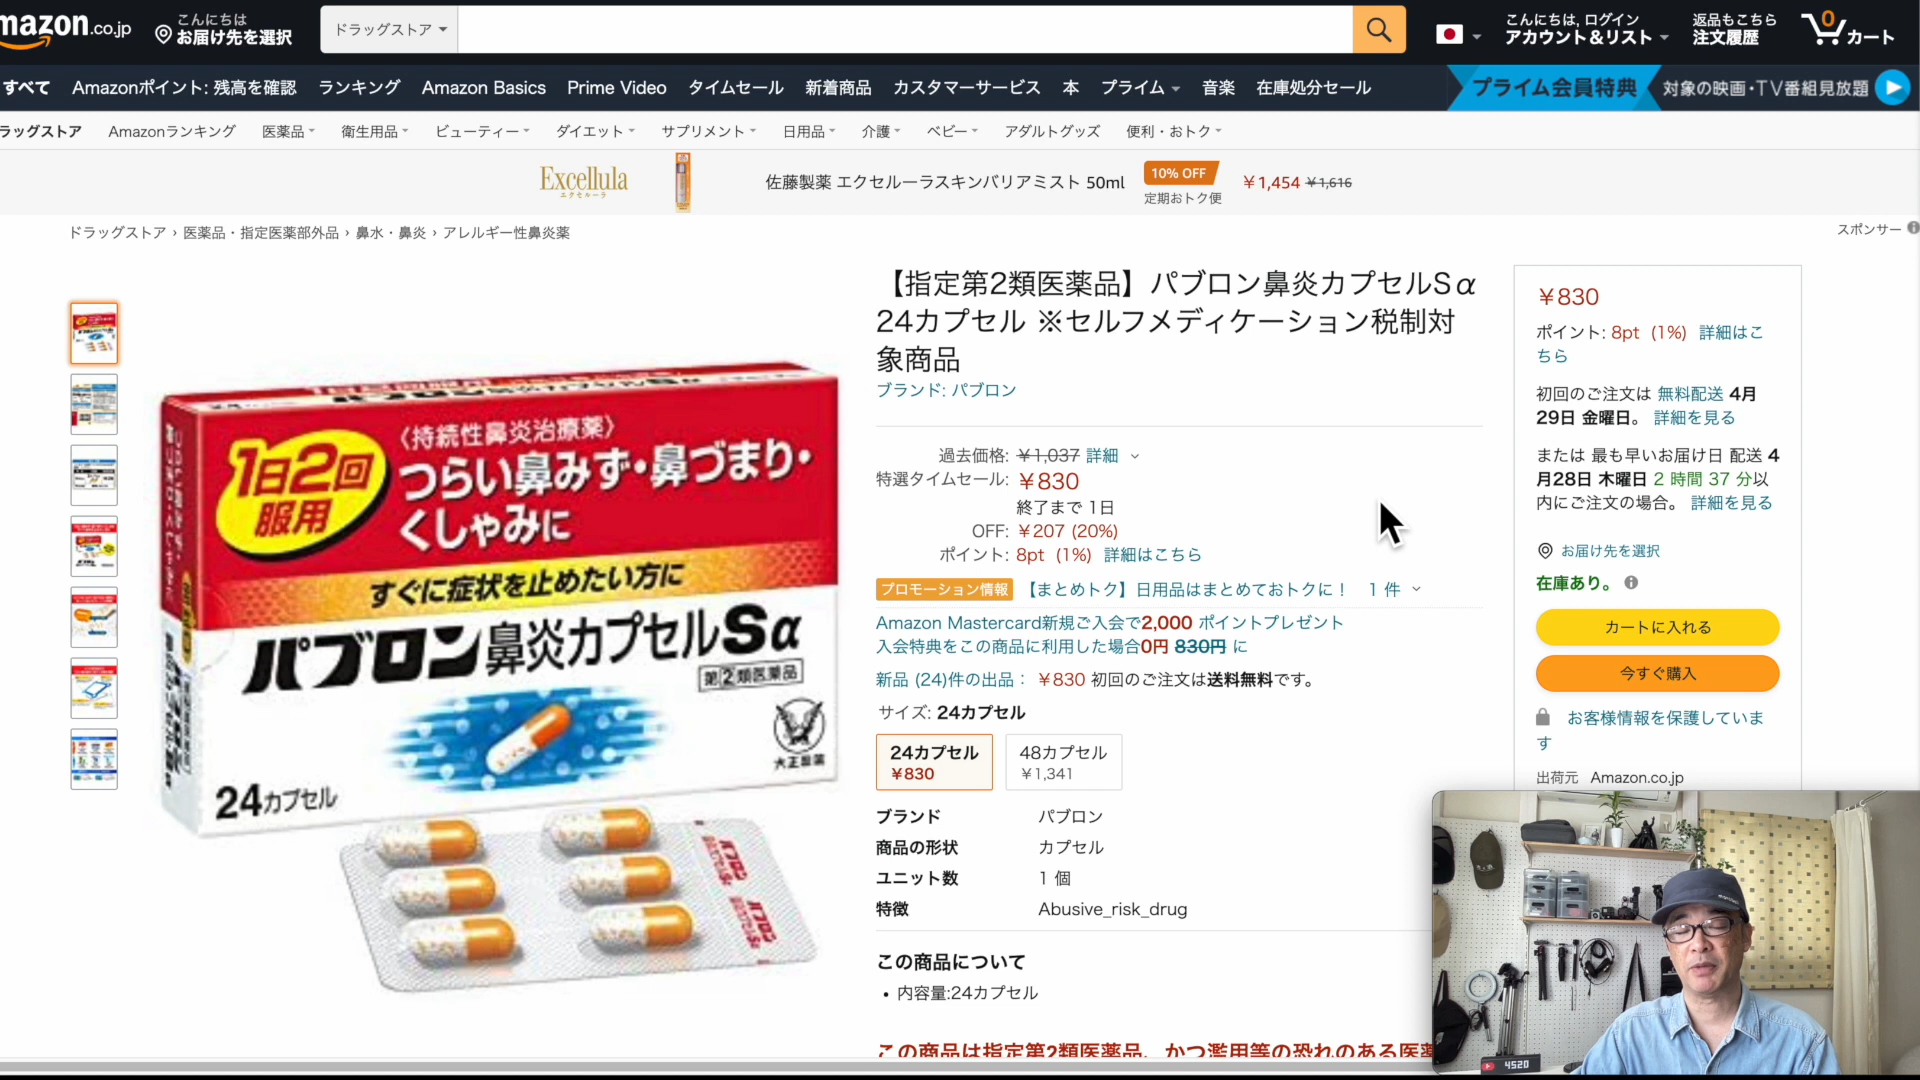 mazon.co.jp
こんにちは
お届け先を選択
ドラッグストア
こんにちは, ログイン
アカウント&リスト
返品もこちら
注文履歴
0
カート
すべて Amazonポイント: 残高を確認 ランキング Amazon Basics Prime Video タイムセール 新着商品 カスタマーサービス 本 プライム 音楽 在庫処分セール
プライム会員特典 対象の映画・TV番組見放題
ラッグストア Amazonランキング 医薬品 衛生用品 ビューティー ダイエット サプリメント 日用品 介護 ベビー アダルトグッズ 便利・おトク
Excellula
エクセルーラ
佐藤製薬 エクセルーラスキンバリアミスト 50ml
10% OFF
定期おトク便
￥1,454 ￥1,616
スポンサー
ドラッグストア › 医薬品・指定医薬部外品 › 鼻水・鼻炎 › アレルギー性鼻炎薬
1日2回
服用
〈持続性鼻炎治療薬〉
つらい鼻みず・鼻づまり・
くしゃみに
すぐに症状を止めたい方に
パブロン鼻炎カプセルSα
第②類医薬品
大正製薬
24カプセル
【指定第2類医薬品】パブロン鼻炎カプセルSα
24カプセル ※セルフメディケーション税制対
象商品
ブランド: パブロン
過去価格: ￥1,037 詳細
特選タイムセール: ￥830
終了まで 1日
OFF: ￥207 (20%)
ポイント: 8pt (1%) 詳細はこちら
プロモーション情報 【まとめトク】日用品はまとめておトクに！ 1 件
Amazon Mastercard新規ご入会で2,000 ポイントプレゼント
入会特典をこの商品に利用した場合0円 830円 に
新品 (24)件の出品： ￥830 初回のご注文は送料無料です。
サイズ: 24カプセル
24カプセル
￥830
48カプセル
￥1,341
ブランド パブロン
商品の形状 カプセル
ユニット数 1 個
特徴 Abusive_risk_drug
この商品について
• 内容量:24カプセル
この商品は指定第2類医薬品、かつ濫用等の恐れのある医薬
￥830
ポイント: 8pt (1%) 詳細はこ
ちら
初回のご注文は 無料配送 4月
29日 金曜日。 詳細を見る
または 最も早いお届け日 配送 4
月28日 木曜日 2 時間 37 分以
内にご注文の場合。 詳細を見る
お届け先を選択
在庫あり。
カートに入れる
今すぐ購入
お客様情報を保護していま
す
出荷元 Amazon.co.jp
4520